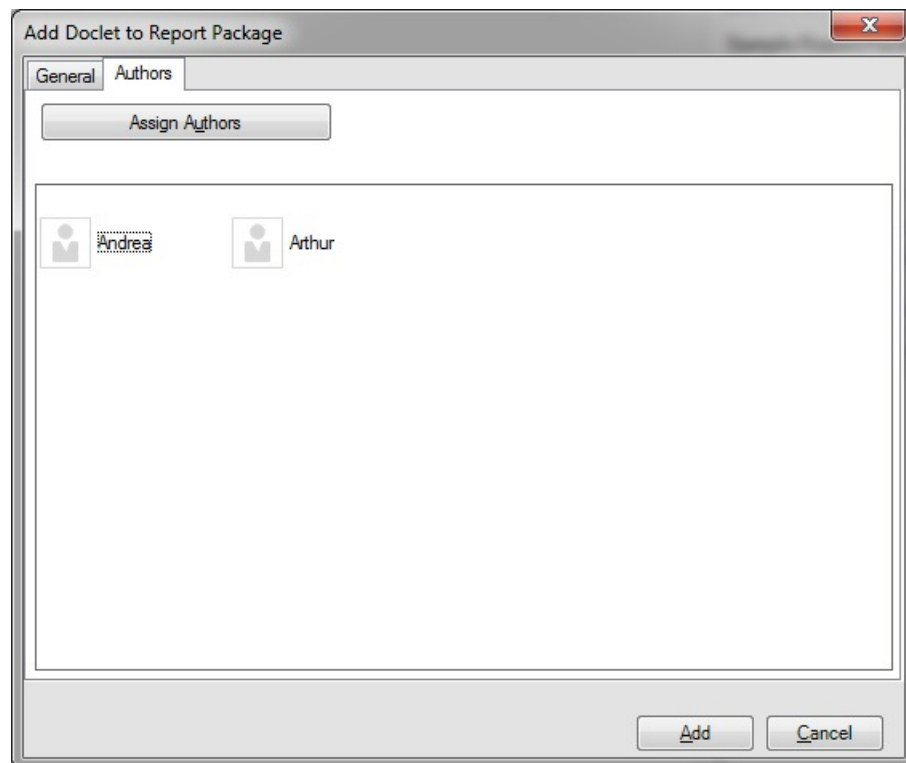 Add Doclet to Report Package
General Authors
Assign Authors
Andrea Arthur
Add Cancel